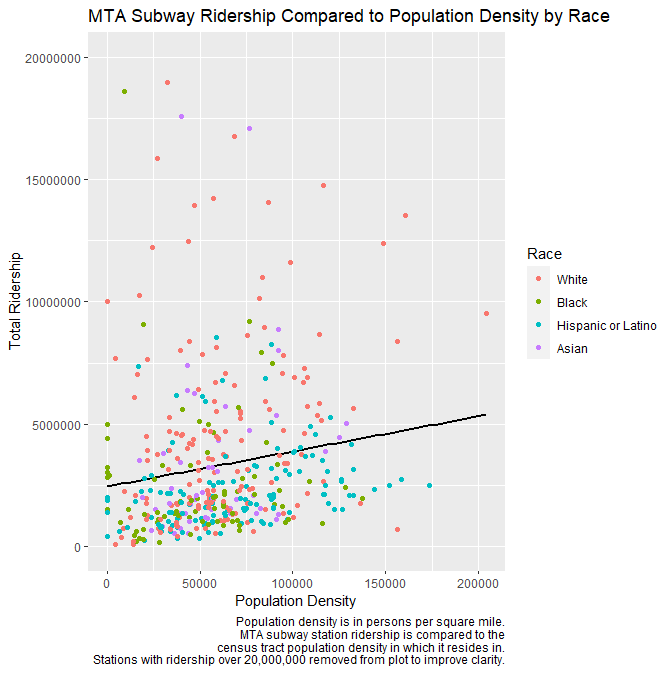 MTA Subway Ridership Compared to Population Density by Race
20000000
15000000
10000000
5000000
0
Total Ridership
0 50000 100000 150000 200000
Population Density
Race
White
Black
Hispanic or Latino
Asian
Population density is in persons per square mile.
MTA subway station ridership is compared to the
census tract population density in which it resides in.
Stations with ridership over 20,000,000 removed from plot to improve clarity.